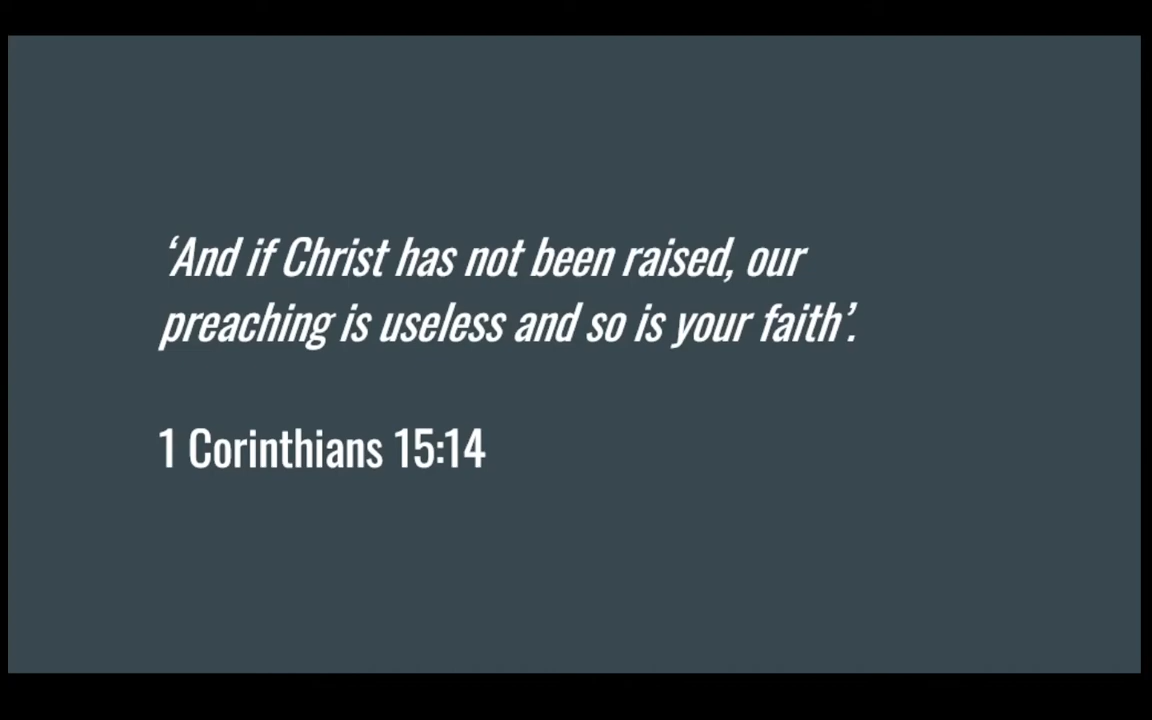 ‘And if Christ has not been raised, our
preaching is useless and so is your faith’.
1 Corinthians 15:14